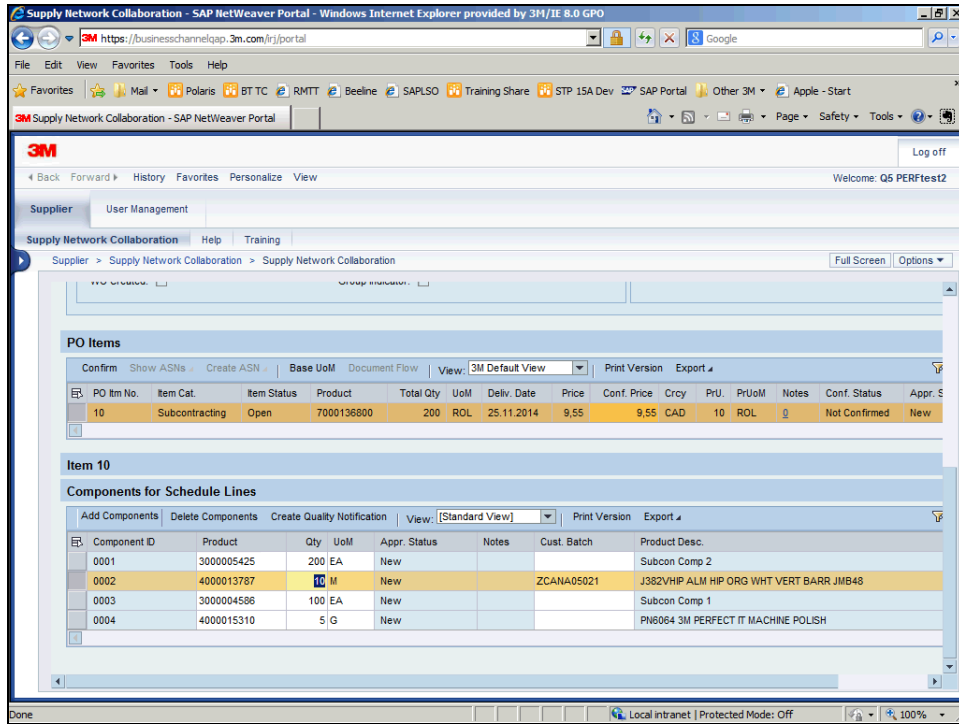 Supply Network Collaboration - SAP NetWeaver Portal - Windows Internet Explorer provided by 3M/IE 8.0 GPO
3M https://businesschannelqap.3m.com/irj/portal
Google
File Edit View Favorites Tools Help
Favorites Mail Polaris BT TC RMTT Beeline SAPLSO Training Share STP 15A Dev SAP Portal Other 3M Apple - Start
3M Supply Network Collaboration - SAP NetWeaver Portal
Page Safety Tools
3M
Log off
Back Forward History Favorites Personalize View
Welcome: Q5 PERFtest2
Supplier User Management
Supply Network Collaboration Help Training
Supplier > Supply Network Collaboration > Supply Network Collaboration
Full Screen Options
WO Created: Group Indicator:
PO Items
Confirm Show ASNs Create ASN Base UoM Document Flow View: 3M Default View Print Version Export
PO Itm No. Item Cat. Item Status Product Total Qty UoM Deliv. Date Price Conf. Price Crcy PrU. PrUoM Notes Conf. Status Appr. S
10 Subcontracting Open 7000136800 200 ROL 25.11.2014 9,55 9,55 CAD 10 ROL 0 Not Confirmed New
Item 10
Components for Schedule Lines
Add Components Delete Components Create Quality Notification View: [Standard View] Print Version Export
Component ID Product Qty UoM Appr. Status Notes Cust. Batch Product Desc.
0001 3000005425 200 EA New Subcon Comp 2
0002 4000013787 10 M New ZCANA05021 J382VHIP ALM HIP ORG WHT VERT BARR JMB48
0003 3000004586 100 EA New Subcon Comp 1
0004 4000015310 5 G New PN6064 3M PERFECT IT MACHINE POLISH
Done
Local intranet | Protected Mode: Off
100%